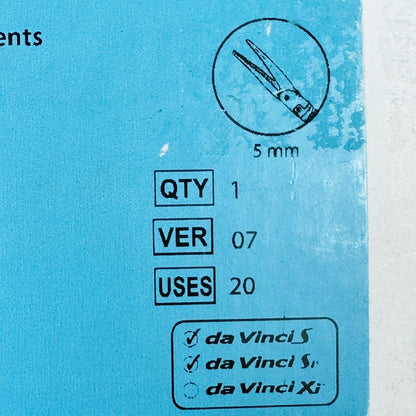 ents
5 mm
QTY 1
VER 07
USES 20
da Vinci S
da Vinci Si
da Vinci Xi